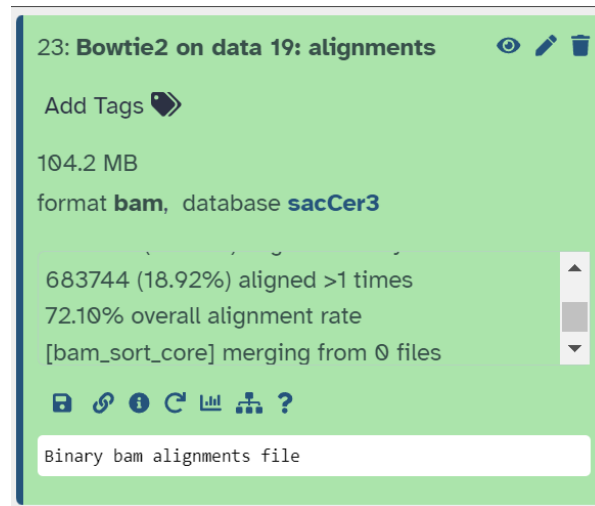 23: Bowtie2 on data 19: alignments
Add Tags
104.2 MB
format bam, database sacCer3
683744 (18.92%) aligned >1 times
72.10% overall alignment rate
[bam_sort_core] merging from 0 files
?
Binary bam alignments file